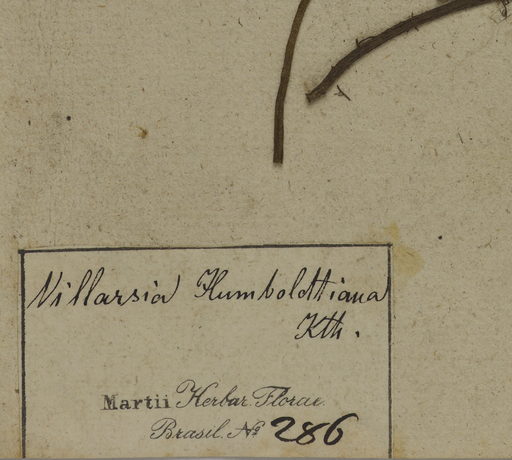 Villarsia Humboldtiana
Kth.
Martii Herbar. Florae
Brasil. No 286